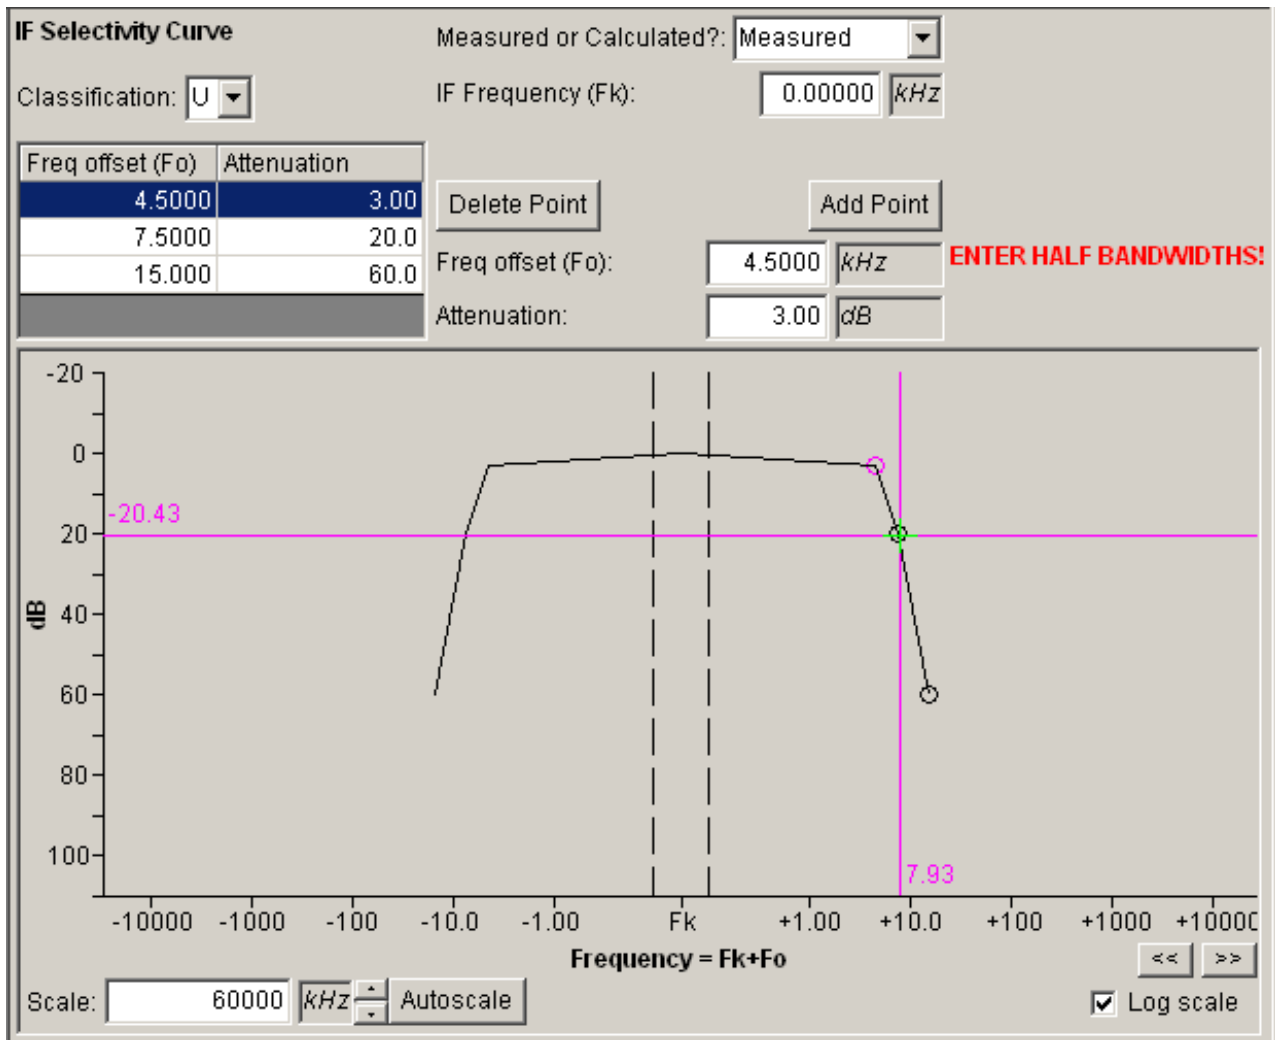 IF Selectivity Curve
Measured or Calculated?: Measured
Classification: U
IF Frequency (Fk): 0.00000 kHz
Freq offset (Fo) Attenuation
4.5000 3.00
7.5000 20.0
15.000 60.0
Delete Point Add Point
Freq offset (Fo): 4.5000 kHz ENTER HALF BANDWIDTHS!
Attenuation: 3.00 dB
-20
0
20
40
60
80
100
dB
-20.43
7.93
-10000 -1000 -100 -10.0 -1.00 Fk +1.00 +10.0 +100 +1000 +1000
Frequency = Fk+Fo
<< >>
Scale: 60000 kHz Autoscale
Log scale